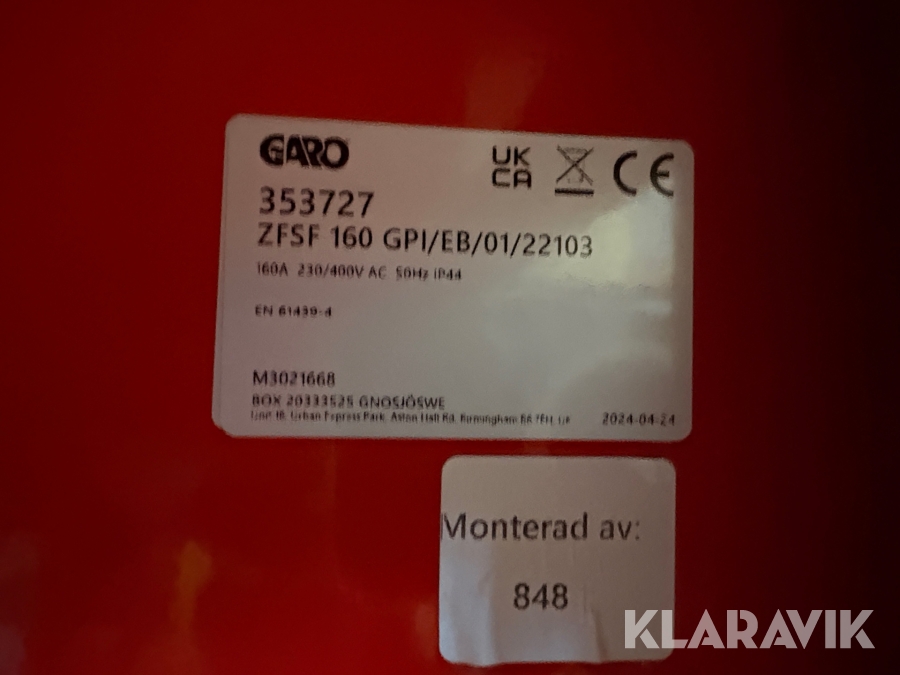 GARO
UK
CA
CE
353727
ZFSF 160 GPI/EB/01/22103
160A 230/400V AC 50Hz IP44
EN 61439-4
M3021668
BOX 20333525 GNOSJÖSWE
Unit 1B, Urban Express Park, Aston Hall Rd, Birmingham B6 7FH, UK
2024-04-24
Monterad av:
848
KLARAVIK